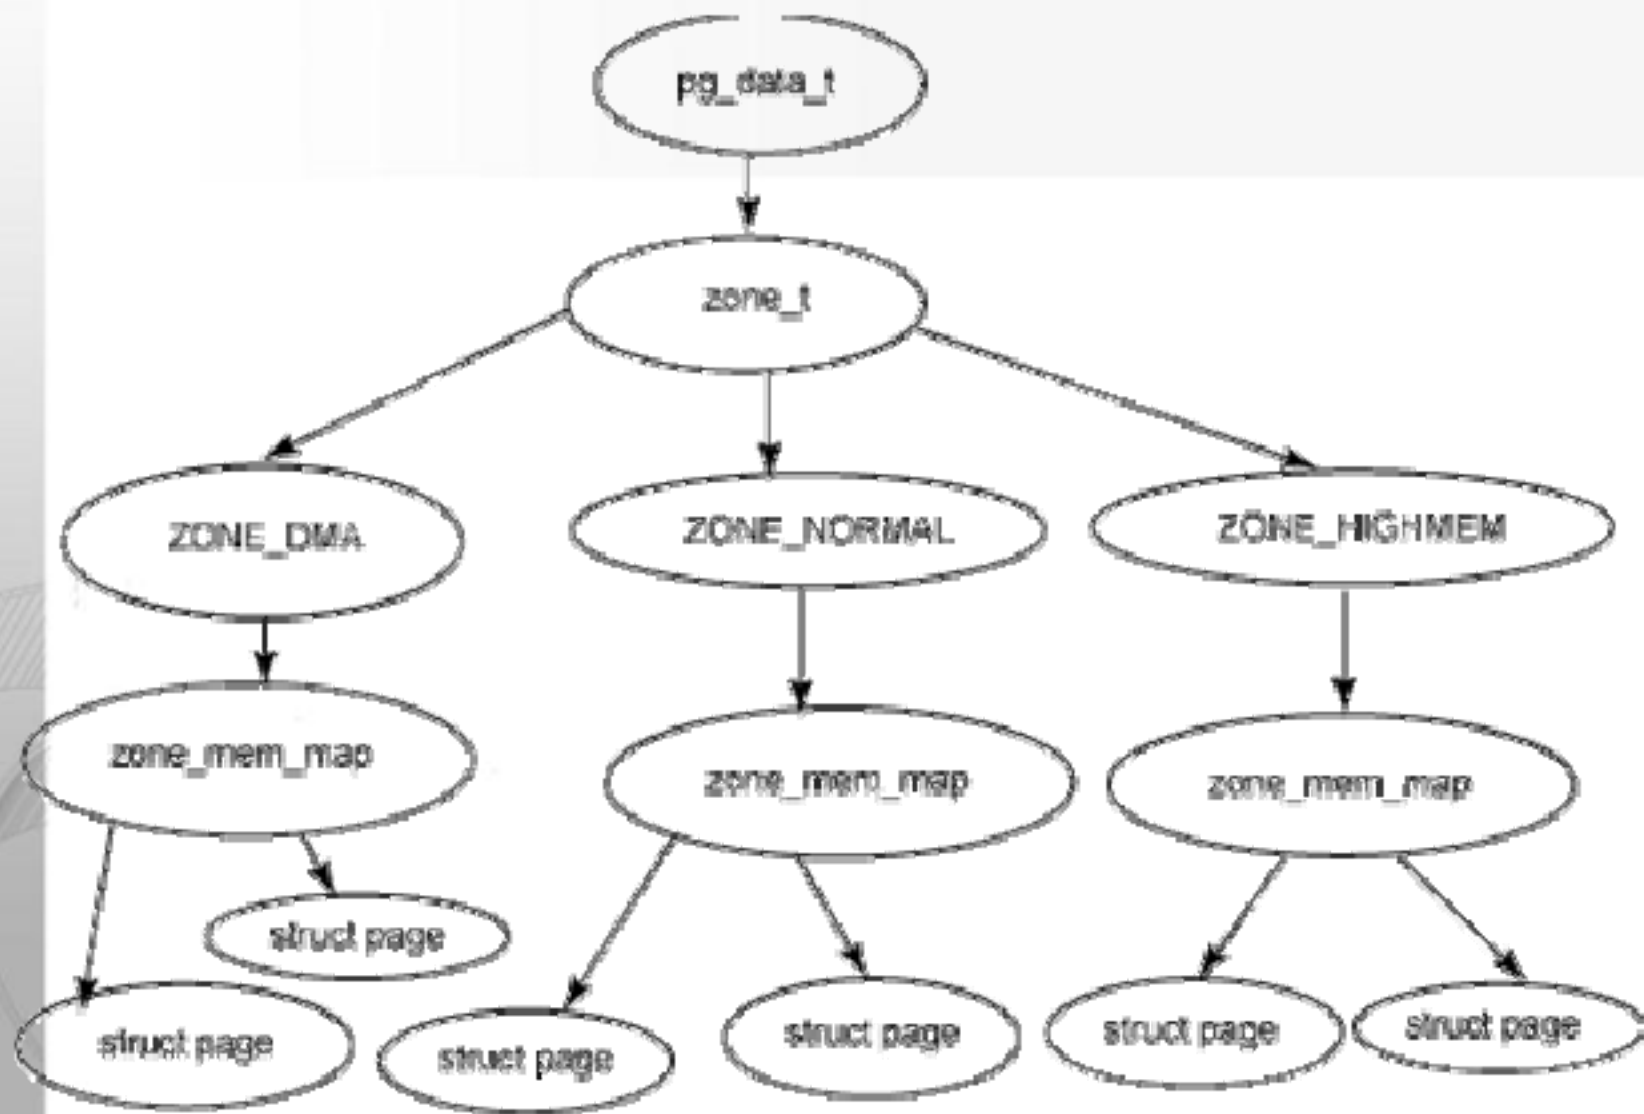 pg_data_t
zone_t
ZONE_DMA
ZONE_NORMAL
ZONE_HIGHMEM
zone_mem_map
zone_mem_map
zone_mem_map
struct page
struct page
struct page
struct page
struct page
struct page